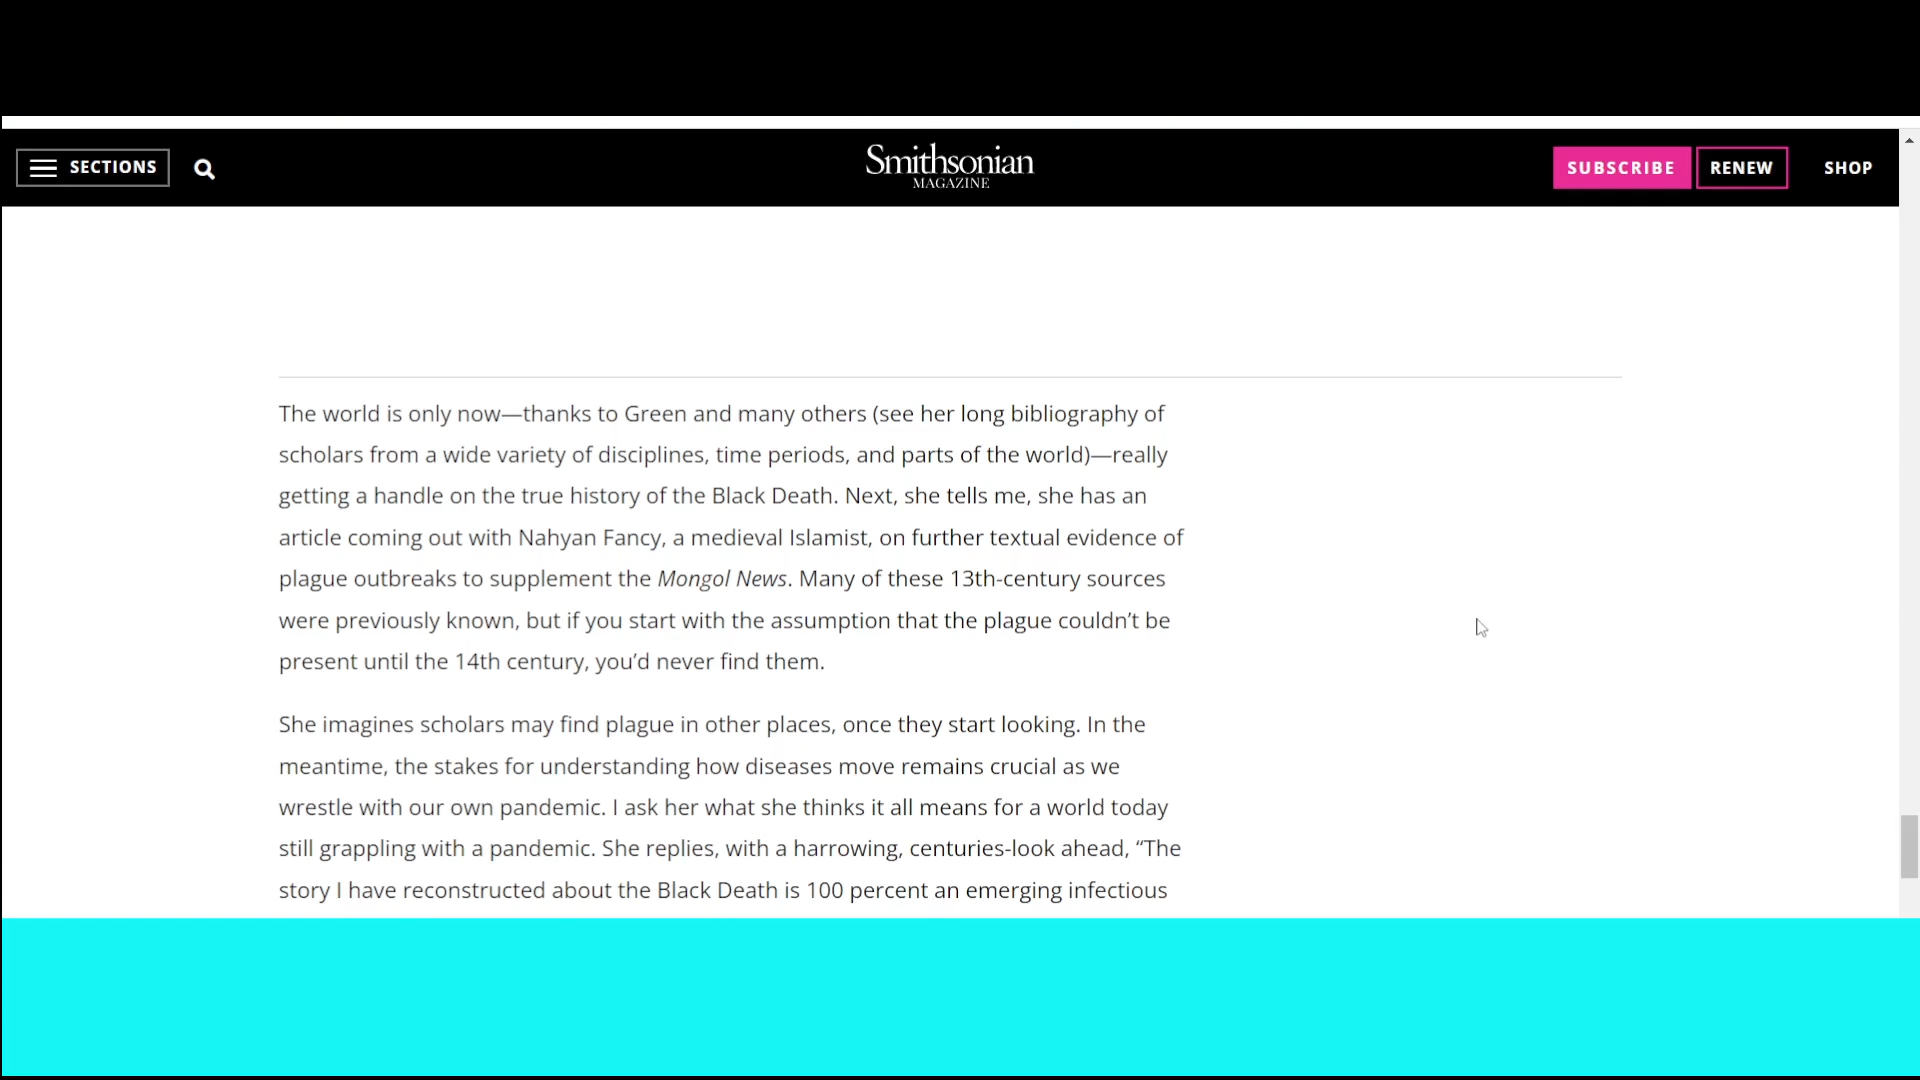 SECTIONS
Smithsonian
MAGAZINE
SUBSCRIBE
RENEW
SHOP
The world is only now—thanks to Green and many others (see her long bibliography of
scholars from a wide variety of disciplines, time periods, and parts of the world)—really
getting a handle on the true history of the Black Death. Next, she tells me, she has an
article coming out with Nahyan Fancy, a medieval Islamist, on further textual evidence of
plague outbreaks to supplement the Mongol News. Many of these 13th-century sources
were previously known, but if you start with the assumption that the plague couldn’t be
present until the 14th century, you’d never find them.
She imagines scholars may find plague in other places, once they start looking. In the
meantime, the stakes for understanding how diseases move remains crucial as we
wrestle with our own pandemic. I ask her what she thinks it all means for a world today
still grappling with a pandemic. She replies, with a harrowing, centuries-look ahead, “The
story I have reconstructed about the Black Death is 100 percent an emerging infectious